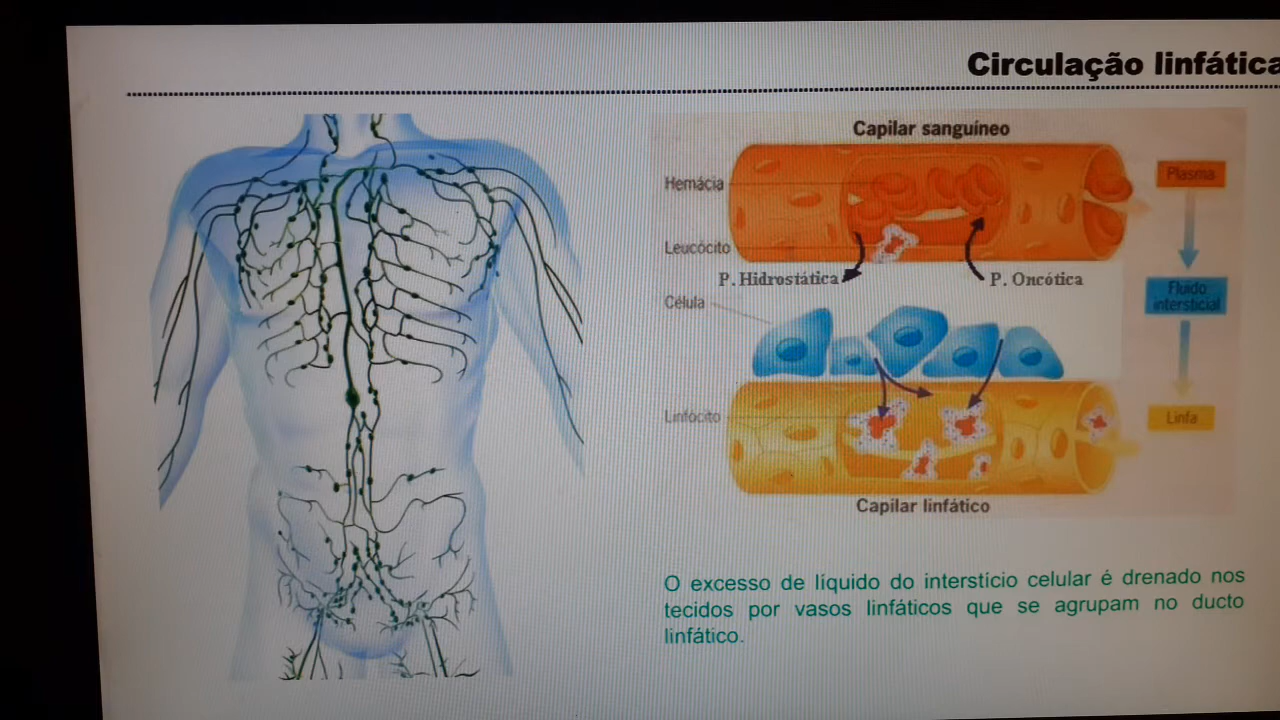 Circulação linfática
Capilar sanguíneo
Hemácia
Plasma
Leucócito
P. Hidrostática
P. Oncótica
Fluido
intersticial
Célula
Linfócito
Linfa
Capilar linfático
O excesso de líquido do interstício celular é drenado nos
tecidos por vasos linfáticos que se agrupam no ducto
linfático.